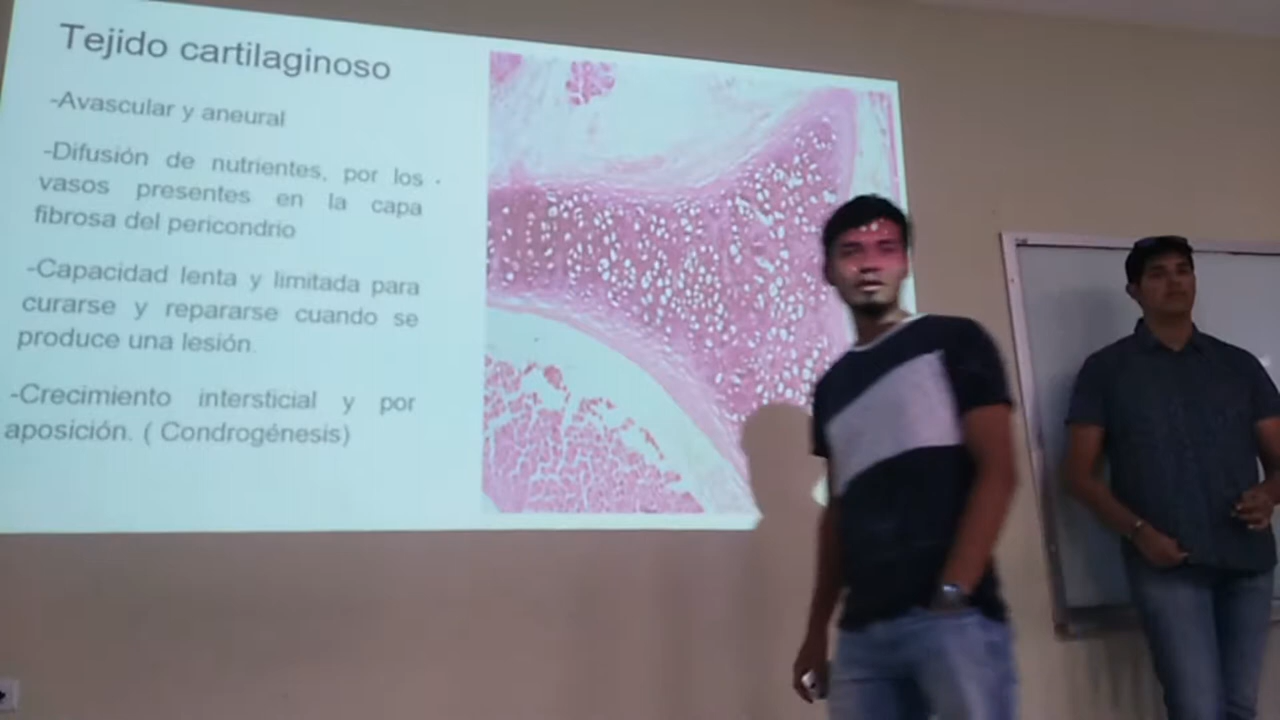 Tejido cartilaginoso
-Avascular y aneural
-Difusión de nutrientes, por los
vasos presentes en la capa
fibrosa del pericondrio
-Capacidad lenta y limitada para
curarse y repararse cuando se
produce una lesión.
-Crecimiento intersticial y por
aposición. ( Condrogénesis)